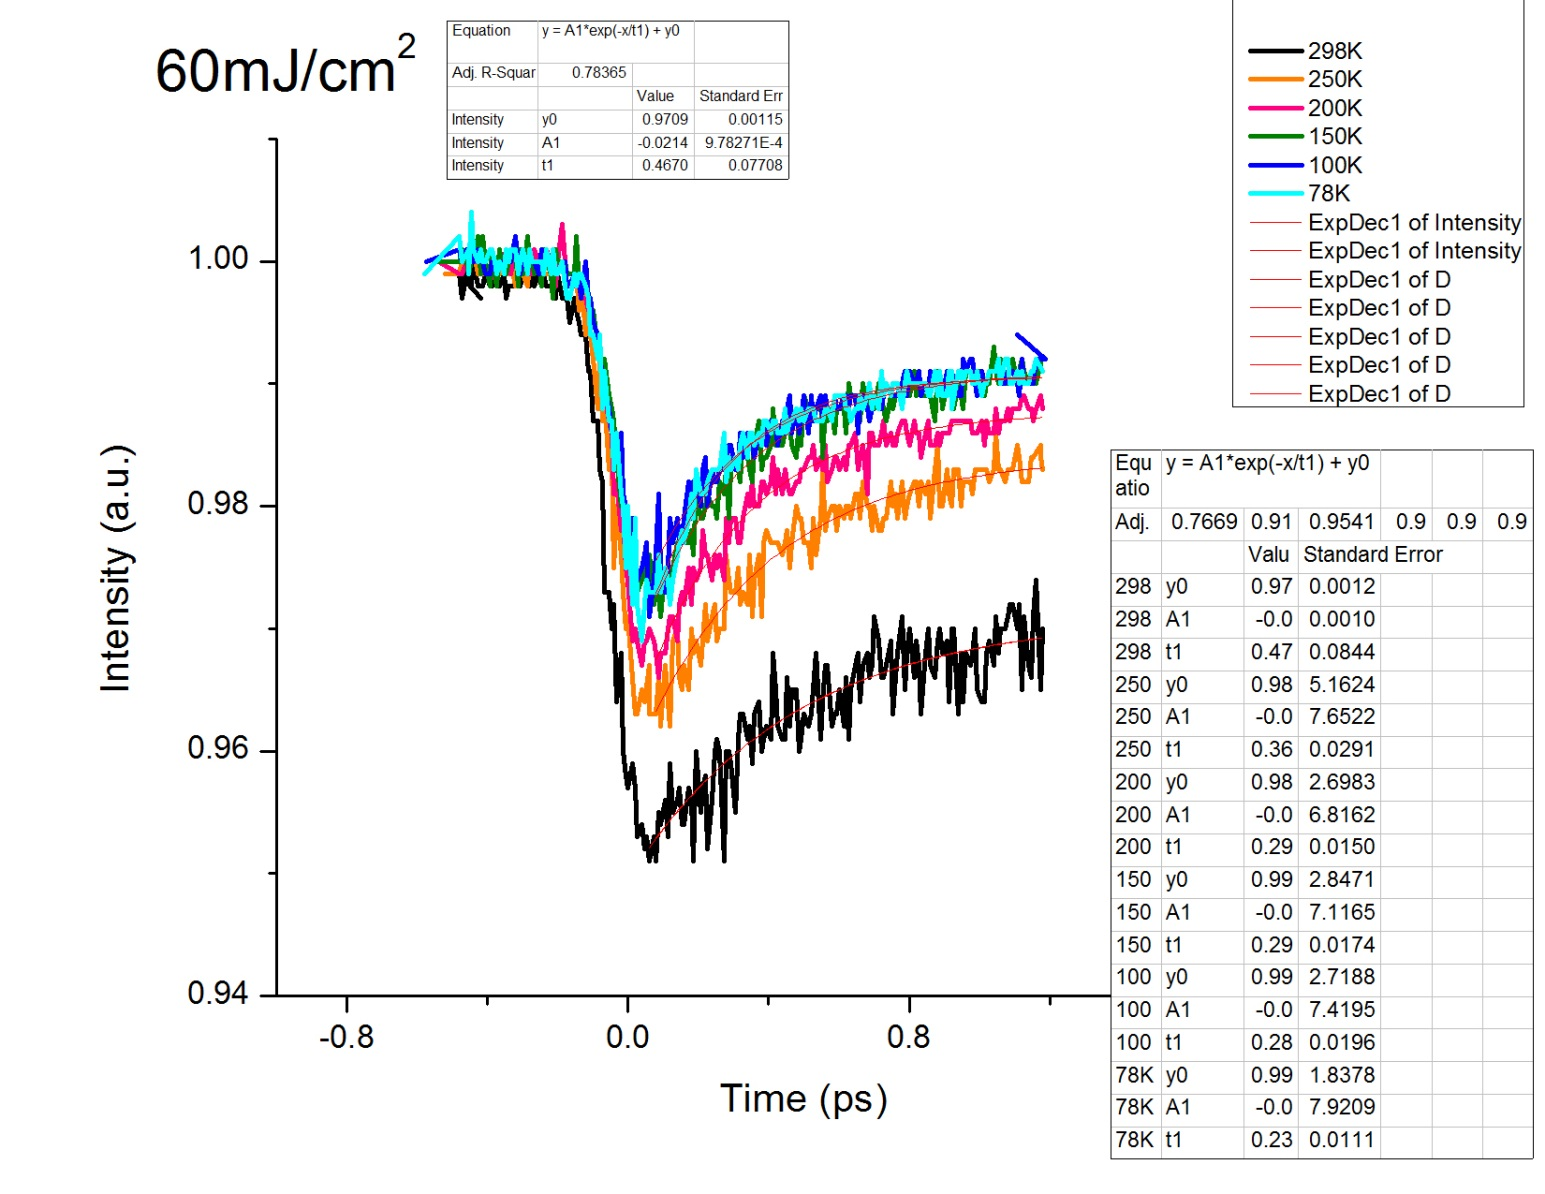 60mJ/cm2
Equation y = A1*exp(-x/t1) + y0
Adj. R-Squar 0.78365
Value Standard Err
Intensity y0 0.9709 0.00115
Intensity A1 -0.0214 9.78271E-4
Intensity t1 0.4670 0.07708
298K
250K
200K
150K
100K
78K
ExpDec1 of Intensity
ExpDec1 of Intensity
ExpDec1 of D
ExpDec1 of D
ExpDec1 of D
ExpDec1 of D
ExpDec1 of D
1.00
0.98
0.96
0.94
Intensity (a.u.)
-0.8 0.0 0.8
Time (ps)
Equ y = A1*exp(-x/t1) + y0
atio
Adj. 0.7669 0.91 0.9541 0.9 0.9 0.9
Valu Standard Error
298 y0 0.97 0.0012
298 A1 -0.0 0.0010
298 t1 0.47 0.0844
250 y0 0.98 5.1624
250 A1 -0.0 7.6522
250 t1 0.36 0.0291
200 y0 0.98 2.6983
200 A1 -0.0 6.8162
200 t1 0.29 0.0150
150 y0 0.99 2.8471
150 A1 -0.0 7.1165
150 t1 0.29 0.0174
100 y0 0.99 2.7188
100 A1 -0.0 7.4195
100 t1 0.28 0.0196
78K y0 0.99 1.8378
78K A1 -0.0 7.9209
78K t1 0.23 0.0111